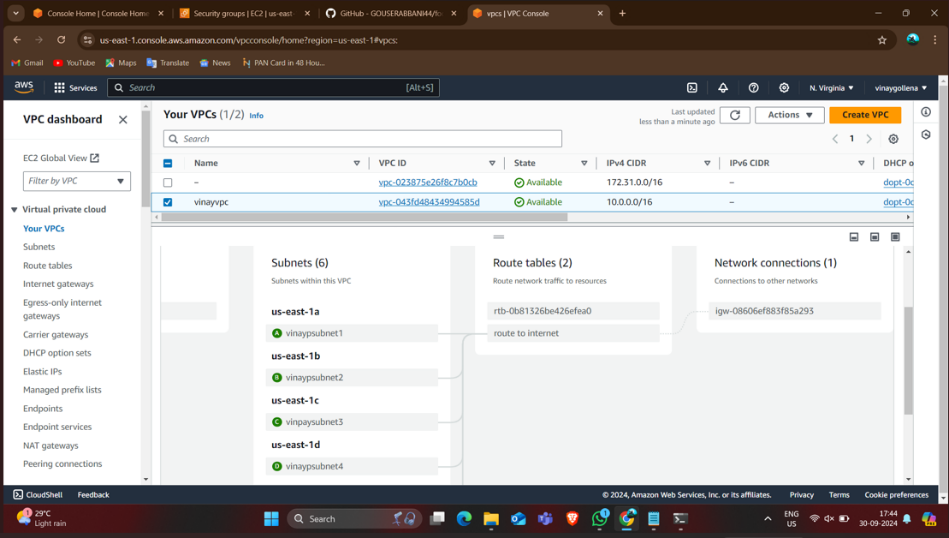 Console Home | Console Home
Security groups | EC2 | us-east
GitHub - GOUSERABBANI44/fo
vpcs | VPC Console
us-east-1.console.aws.amazon.com/vpcconsole/home?region=us-east-1#vpcs:
Gmail YouTube Maps Translate News PAN Card in 48 Hou...
aws Services Search [Alt+S] N. Virginia vinaygollena
VPC dashboard
EC2 Global View
Filter by VPC
Virtual private cloud
Your VPCs
Subnets
Route tables
Internet gateways
Egress-only internet
gateways
Carrier gateways
DHCP option sets
Elastic IPs
Managed prefix lists
Endpoints
Endpoint services
NAT gateways
Peering connections
Your VPCs (1/2) Info
Last updated
less than a minute ago
Actions
Create VPC
Search
1
Name VPC ID State IPv4 CIDR IPv6 CIDR DHCP o
– vpc-023875e26f8c7b0cb Available 172.31.0.0/16 – dopt-0c
vinayvpc vpc-043fd48434994585d Available 10.0.0.0/16 – dopt-0c
Subnets (6)
Subnets within this VPC
us-east-1a
A vinaypsubnet1
us-east-1b
B vinaypsubnet2
us-east-1c
C vinpaysubnet3
us-east-1d
D vinaypsubnet4
Route tables (2)
Route network traffic to resources
rtb-0b81326be426efea0
route to internet
Network connections (1)
Connections to other networks
igw-08606ef883f85a293
CloudShell Feedback © 2024, Amazon Web Services, Inc. or its affiliates. Privacy Terms Cookie preferences
29°C
Light rain
Search
ENG
US
17:44
30-09-2024